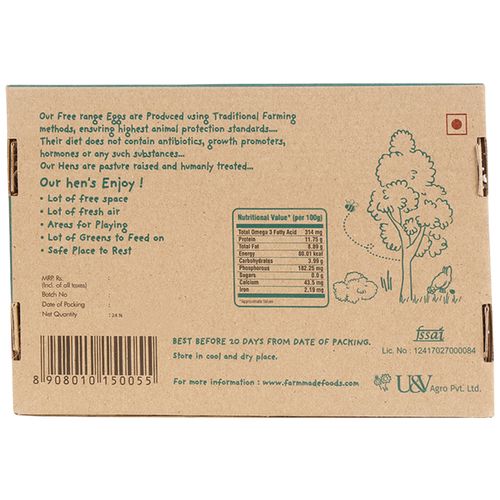 Our Free range Eggs are Produced using Traditional Farming
methods, ensuring highest animal protection standards....
Their diet does not contain antibiotics, growth promoters,
hormones or any such substances...
Our Hens are pasture raised and humanely treated...
Our hen's Enjoy !
• Lot of free space
• Lot of fresh air
• Areas for Playing
• Lot of Greens to Feed on
• Safe Place to Rest
Nutritional Value* (per 100g)
Total Omega 3 Fatty Acid 314 mg
Protein 11.75 g
Total Fat 8.89 g
Energy 60.01 kcal
Carbohydrates 3.99 g
Phosphorous 182.25 mg
Sugars 0.0 g
Calcium 43.5 mg
Iron 2.19 mg
*Approximate Values
MRP. Rs.
(Incl. of all taxes)
Batch No
Date of Packing :
Net Quantity : 24 N
8 908010 150055
BEST BEFORE 20 DAYS FROM DATE OF PACKING.
Store in cool and dry place.
For more information : www.farmmadefoods.com
fssai
Lic. No : 12417027000084
U&V Agro Pvt. Ltd.